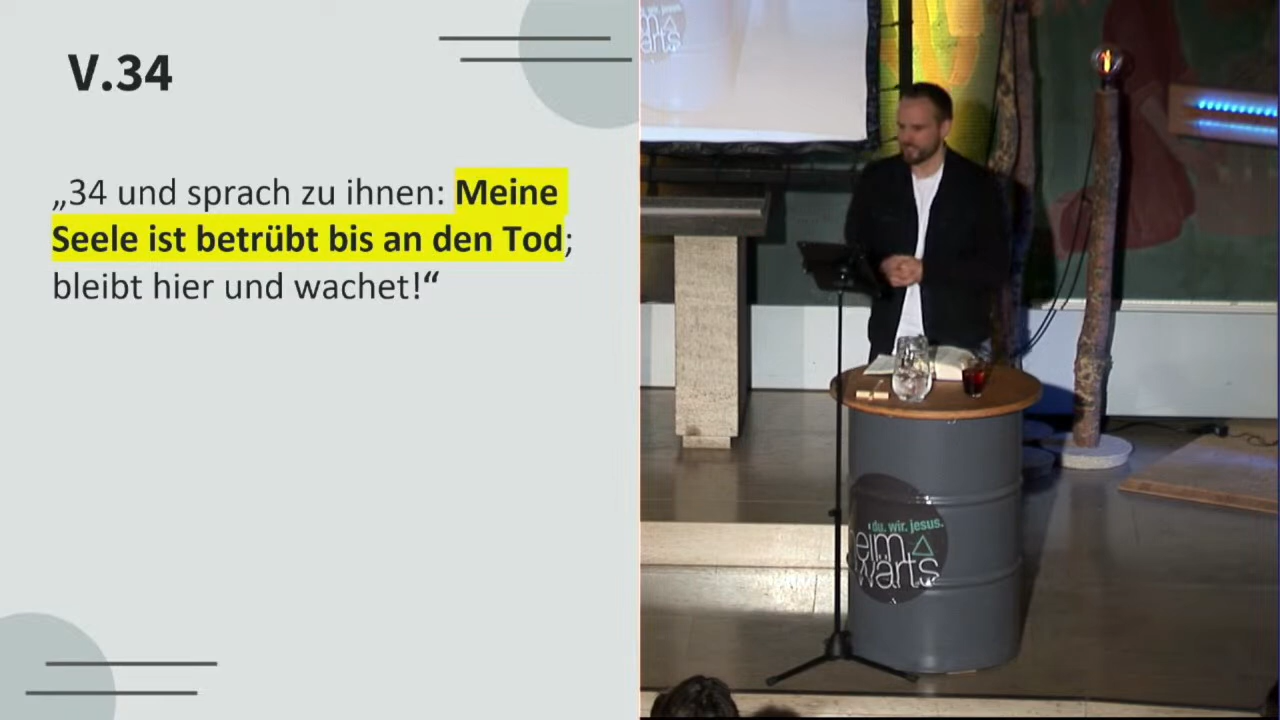 V.34
„34 und sprach zu ihnen: Meine
Seele ist betrübt bis an den Tod;
bleibt hier und wachet!“
du. wir. jesus.
eim
wärts